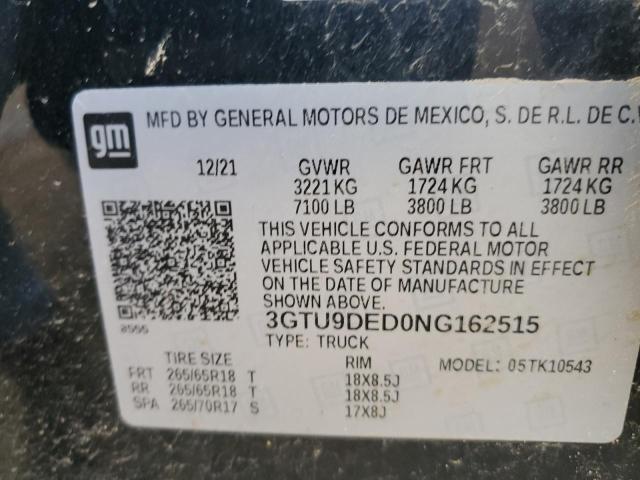 gm
MFD BY GENERAL MOTORS DE MEXICO, S. DE R.L. DE C.V
12/21 GVWR GAWR FRT GAWR RR
3221 KG 1724 KG 1724 KG
7100 LB 3800 LB 3800 LB
THIS VEHICLE CONFORMS TO ALL
APPLICABLE U.S. FEDERAL MOTOR
VEHICLE SAFETY STANDARDS IN EFFECT
ON THE DATE OF MANUFACTURE
SHOWN ABOVE.
3GTU9DED0NG162515
TYPE: TRUCK
MODEL: 05TK10543
TIRE SIZE RIM
FRT 265/65R18 T 18X8.5J
RR 265/65R18 T 18X8.5J
SPA 265/70R17 S 17X8J